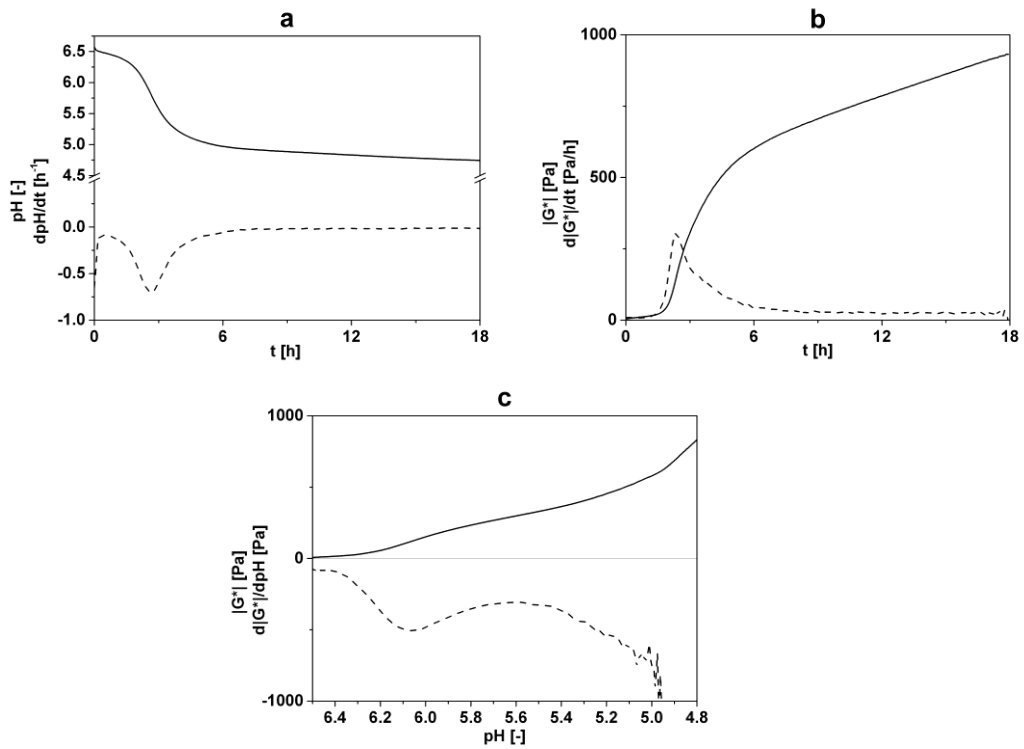 a
6.5
6.0
5.5
5.0
4.5
0.0
-0.5
-1.0
pH [-]
dpH/dt [h⁻¹]
0 6 12 18
t [h]
b
1000
500
0
|G*| [Pa]
d|G*|/dt [Pa/h]
0 6 12 18
t [h]
c
1000
0
-1000
|G*| [Pa]
d|G*|/dpH [Pa]
6.4 6.2 6.0 5.8 5.6 5.4 5.2 5.0 4.8
pH [-]